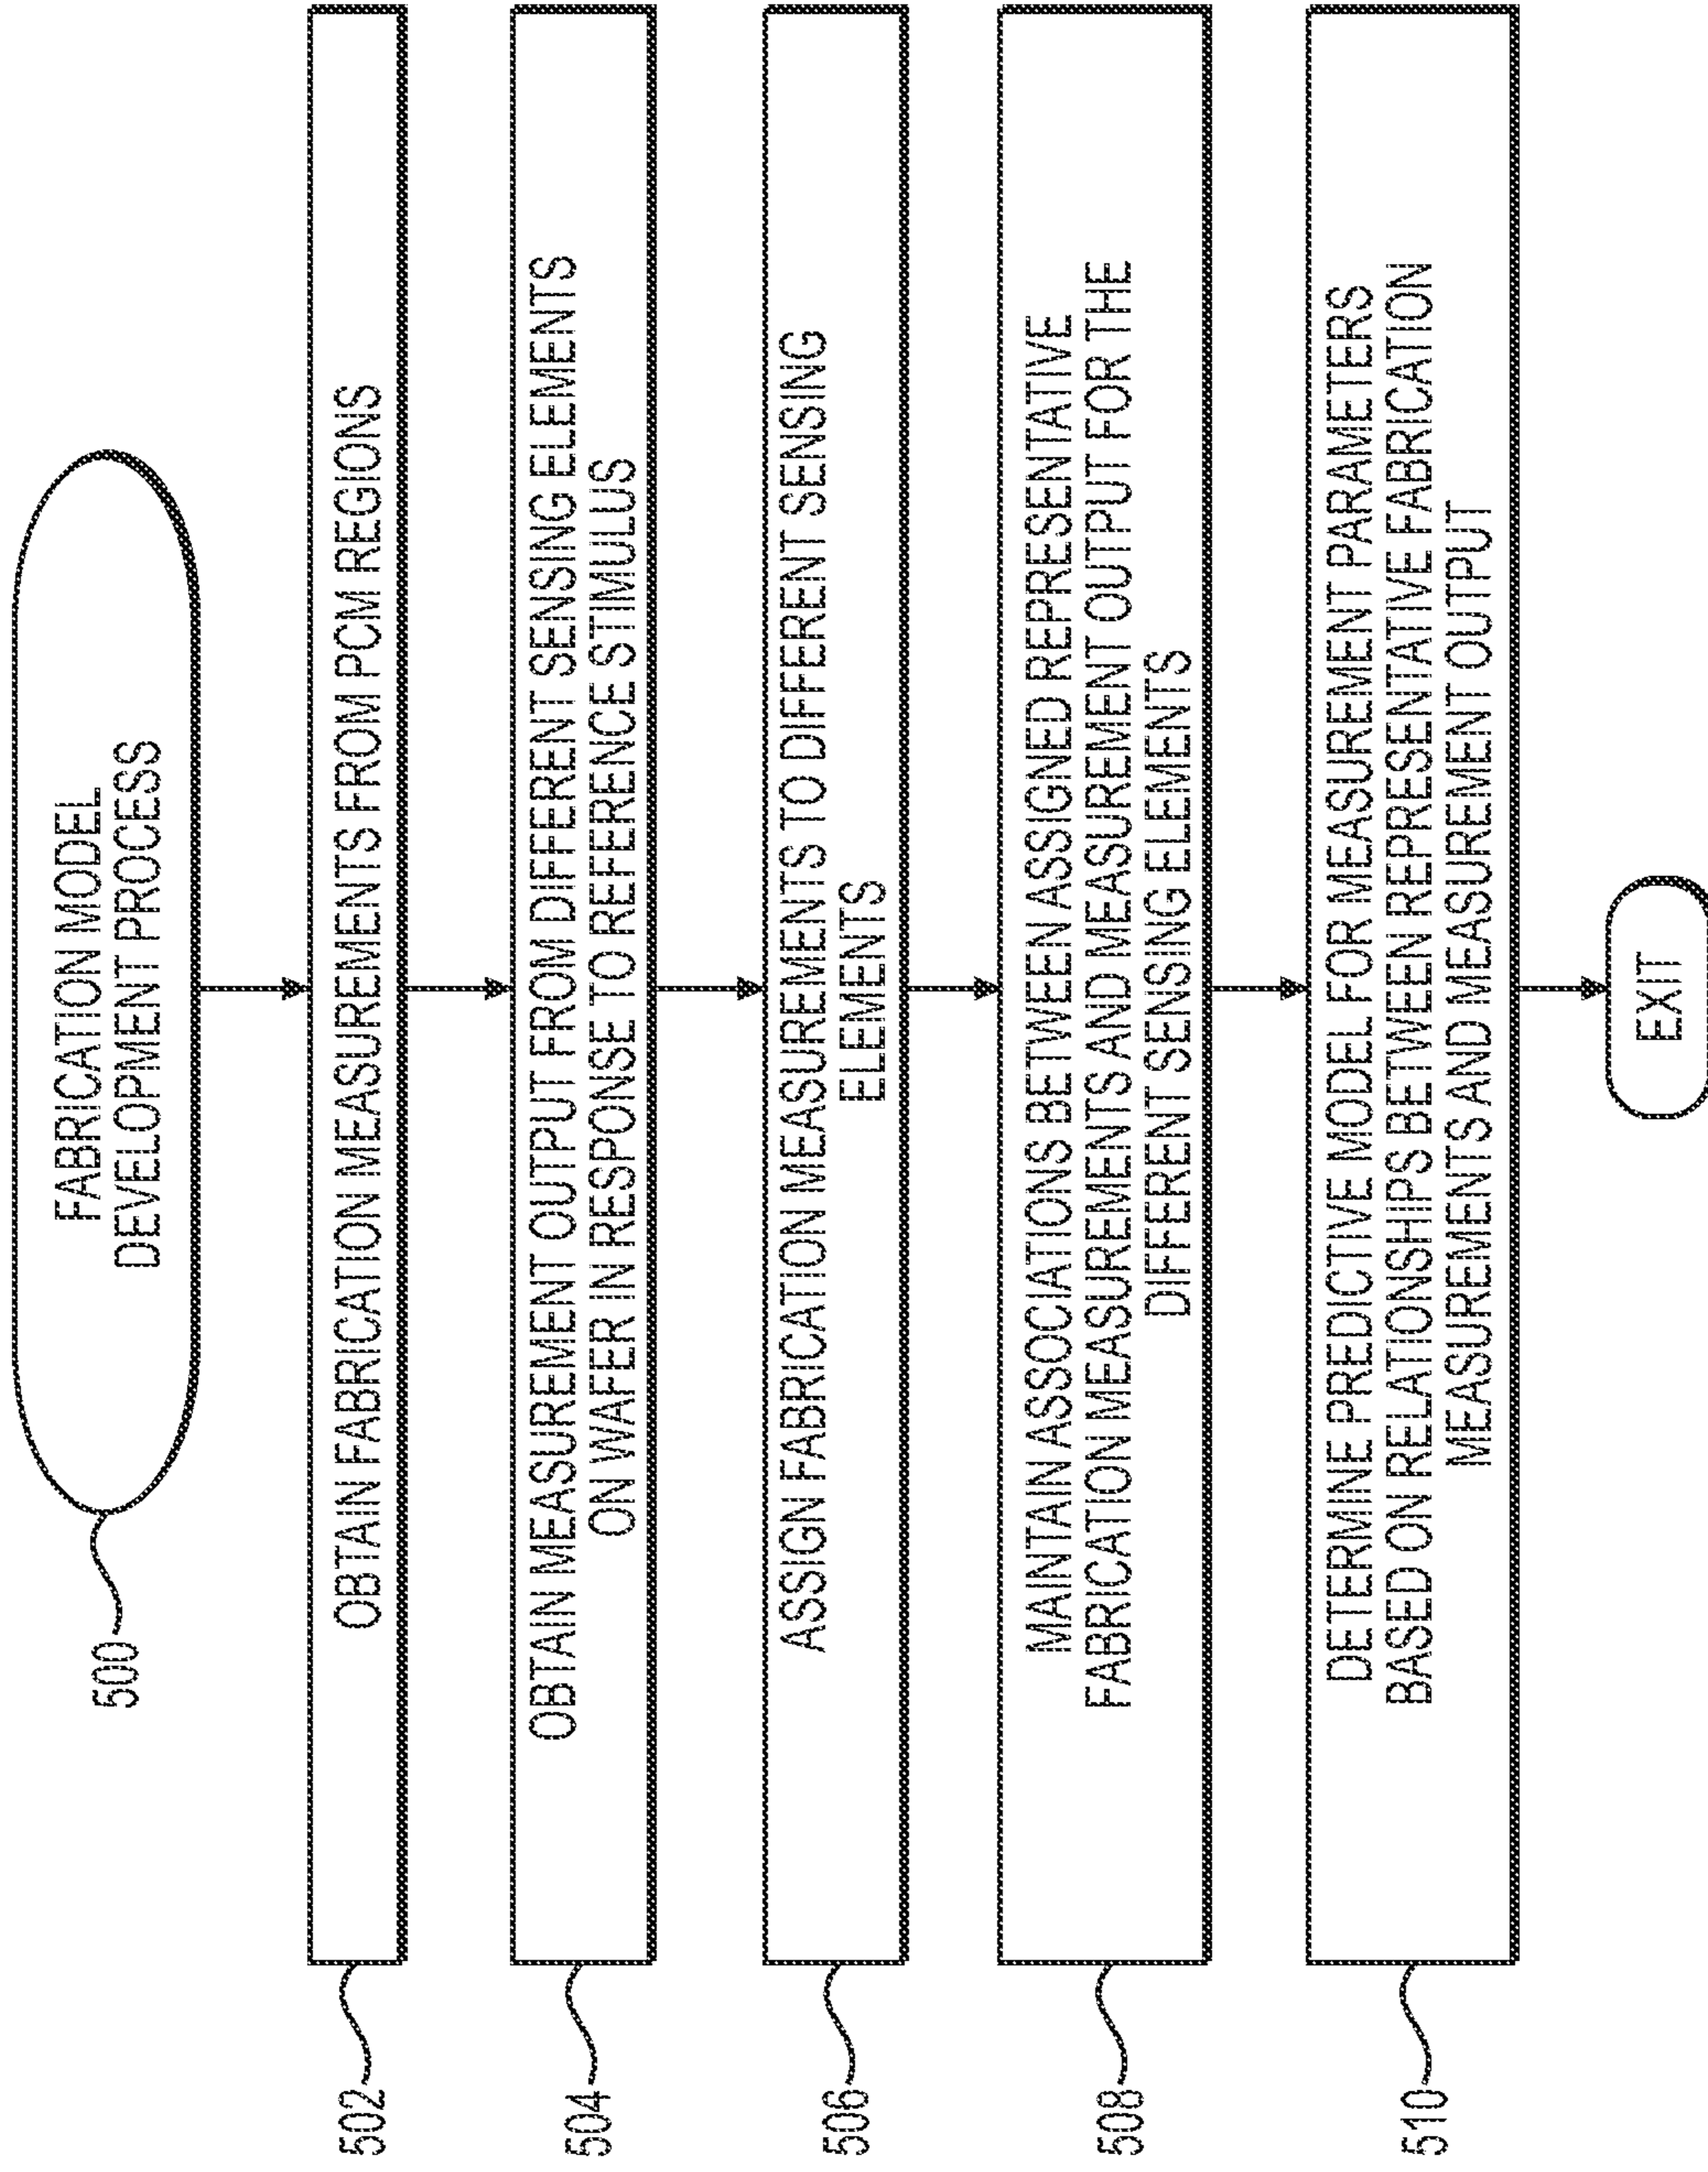 500
FABRICATION MODEL
DEVELOPMENT PROCESS
502
OBTAIN FABRICATION MEASUREMENTS FROM PCM REGIONS
504
OBTAIN MEASUREMENT OUTPUT FROM DIFFERENT SENSING ELEMENTS
ON WAFER IN RESPONSE TO REFERENCE STIMULUS
506
ASSIGN FABRICATION MEASUREMENTS TO DIFFERENT SENSING
ELEMENTS
508
MAINTAIN ASSOCIATIONS BETWEEN ASSIGNED REPRESENTATIVE
FABRICATION MEASUREMENTS AND MEASUREMENT OUTPUT FOR THE
DIFFERENT SENSING ELEMENTS
510
DETERMINE PREDICTIVE MODEL FOR MEASUREMENT PARAMETERS
BASED ON RELATIONSHIPS BETWEEN REPRESENTATIVE FABRICATION
MEASUREMENTS AND MEASUREMENT OUTPUT
EXIT